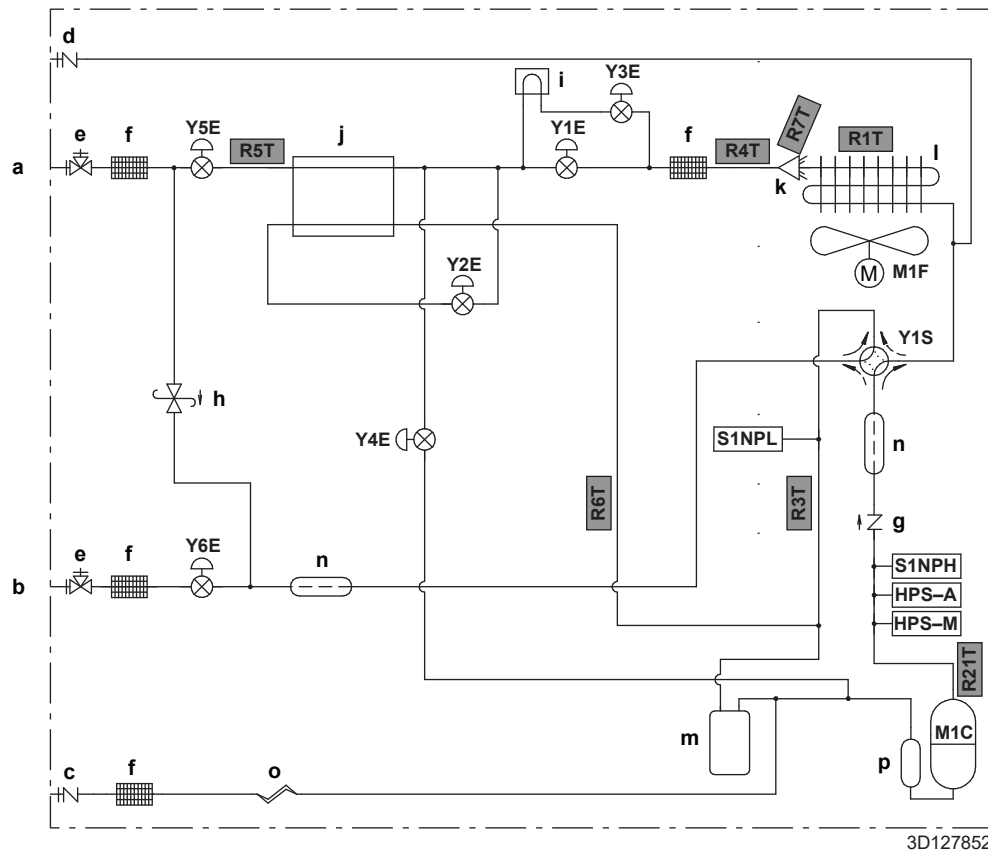 d
i
Y3E
e
f
Y5E
R5T
j
Y1E
f
R4T
R7T
R1T
l
a
k
Y2E
M
M1F
Y1S
h
Y4E
S1NPL
n
R6T
R3T
g
e
f
Y6E
n
S1NPH
b
HPS–A
HPS–M
R21T
m
M1C
p
c
f
o
3D127852